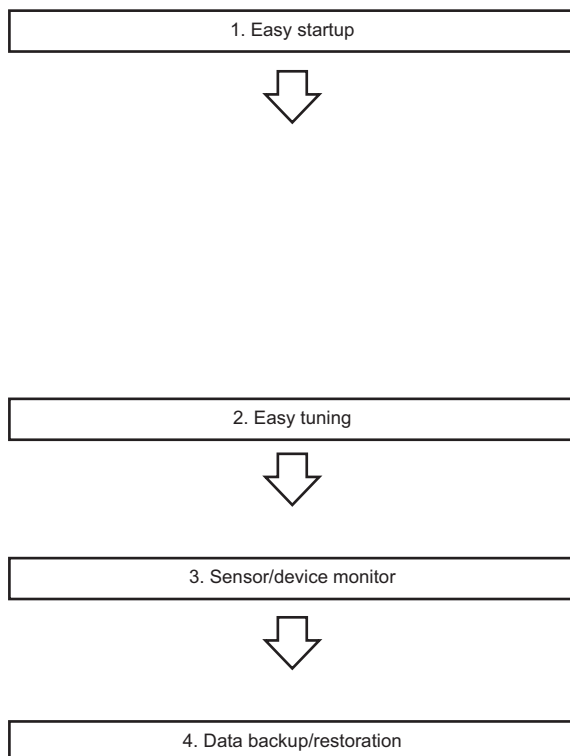 1. Easy startup
2. Easy tuning
3. Sensor/device monitor
4. Data backup/restoration